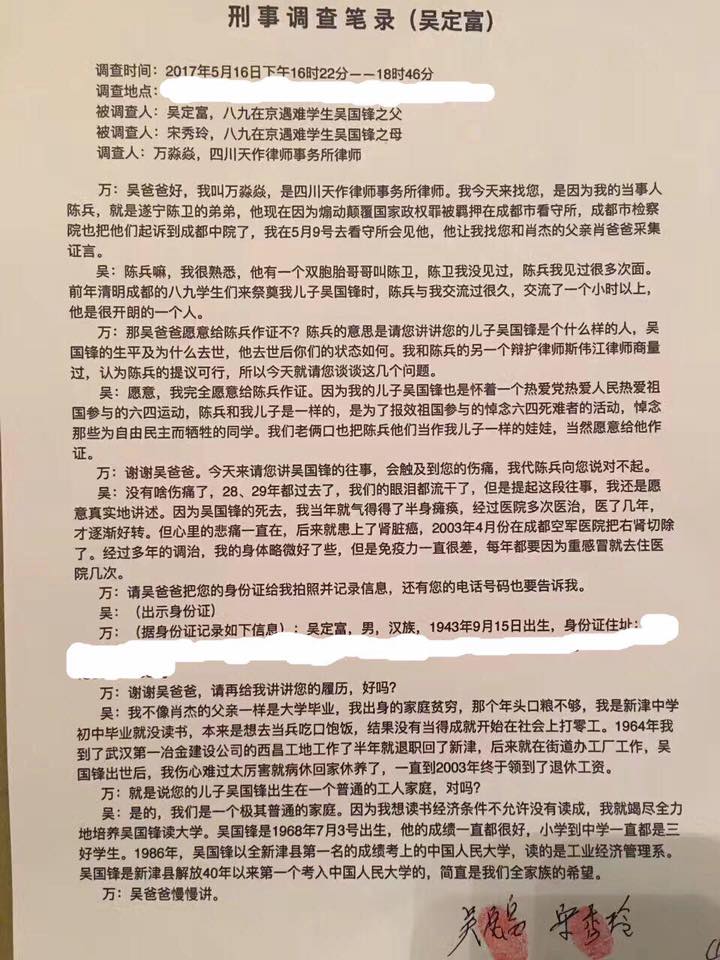 刑事调查笔录（吴定富）
调查时间：2017年5月16日下午16时22分——18时46分
调查地点：
被调查人：吴定富，八九在京遇难学生吴国锋之父
被调查人：宋秀玲，八九在京遇难学生吴国锋之母
调查人：万淼焱，四川天作律师事务所律师
万：吴爸爸好，我叫万淼焱，是四川天作律师事务所律师。我今天来找您，是因为我的当事人
陈兵，就是遂宁陈卫的弟弟，他现在因为煽动颠覆国家政权罪被羁押在成都市看守所，成都市检察
院也把他们起诉到成都中院了，我在5月9号去看守所会见他，他让我找您和肖杰的父亲肖爸爸采集
证言。
吴：陈兵嘛，我很熟悉，他有一个双胞胎哥哥叫陈卫，陈卫我没见过，陈兵我见过很多次面。
前年清明成都的八九学生们来祭奠我儿子吴国锋时，陈兵与我交流过很久，交流了一个小时以上，
他是很开朗的一个人。
万：那吴爸爸愿意给陈兵作证不？陈兵的意思是请您讲讲您的儿子吴国锋是个什么样的人，吴
国锋的生平及为什么去世，他去世后你们的状态如何。我和陈兵的另一个辩护律师斯伟江律师商量
过，认为陈兵的提议可行，所以今天就请您谈谈这几个问题。
吴：愿意，我完全愿意给陈兵作证。因为我的儿子吴国锋也是怀着一个热爱党热爱人民热爱祖
国参与的六四运动，陈兵和我儿子是一样的，是为了报效祖国参与的悼念六四死难者的活动，悼念
那些为自由民主而牺牲的同学。我们老俩口也把陈兵他们当作我儿子一样的娃娃，当然愿意给他作
证。
万：谢谢吴爸爸。今天来请您讲吴国锋的往事，会触及到您的伤痛，我代陈兵向您说对不起。
吴：没有啥伤痛了，28、29年都过去了，我们的眼泪都流干了，但是提起这段往事，我还是愿
意真实地讲述。因为吴国锋的死去，我当年就气得得了半身瘫痪，经过医院多次医治，医了几年，
才逐渐好转。但心里的悲痛一直在，后来就患上了肾脏癌，2003年4月份在成都空军医院把右肾切除
了。经过多年的调治，我的身体略微好了些，但是免疫力一直很差，每年都要因为重感冒就去住医
院几次。
万：请吴爸爸把您的身份证给我拍照并记录信息，还有您的电话号码也要告诉我。
吴：（出示身份证）
万：（据身份证记录如下信息）：吴定富，男，汉族，1943年9月15日出生，身份证住址：
万：谢谢吴爸爸，请再给我讲讲您的履历，好吗？
吴：我不像肖杰的父亲一样是大学毕业，我出身的家庭贫穷，那个年头口粮不够，我是新津中学
初中毕业就没读书，本来是想去当兵吃口饱饭，结果没有当得成就开始在社会上打零工。1964年我
到了武汉第一冶金建设公司的西昌工地工作了半年就退职回了新津，后来就在街道办工厂工作，吴
国锋出世后，我伤心难过太厉害就病休回家休养了，一直到2003年终于领到了退休工资。
万：就是说您的儿子吴国锋出生在一个普通的工人家庭，对吗？
吴：是的，我们是一个极其普通的家庭。因为我想读书经济条件不允许没有读成，我就竭尽全力
地培养吴国锋读大学。吴国锋是1968年7月3号出生，他的成绩一直都很好，小学到中学一直都是三
好学生。1986年，吴国锋以全新津县第一名的成绩考上的中国人民大学，读的是工业经济管理系。
吴国锋是新津县解放40年以来第一个考入中国人民大学的，简直是我们全家族的希望。
万：吴爸爸慢慢讲。
吴定富 宋秀玲